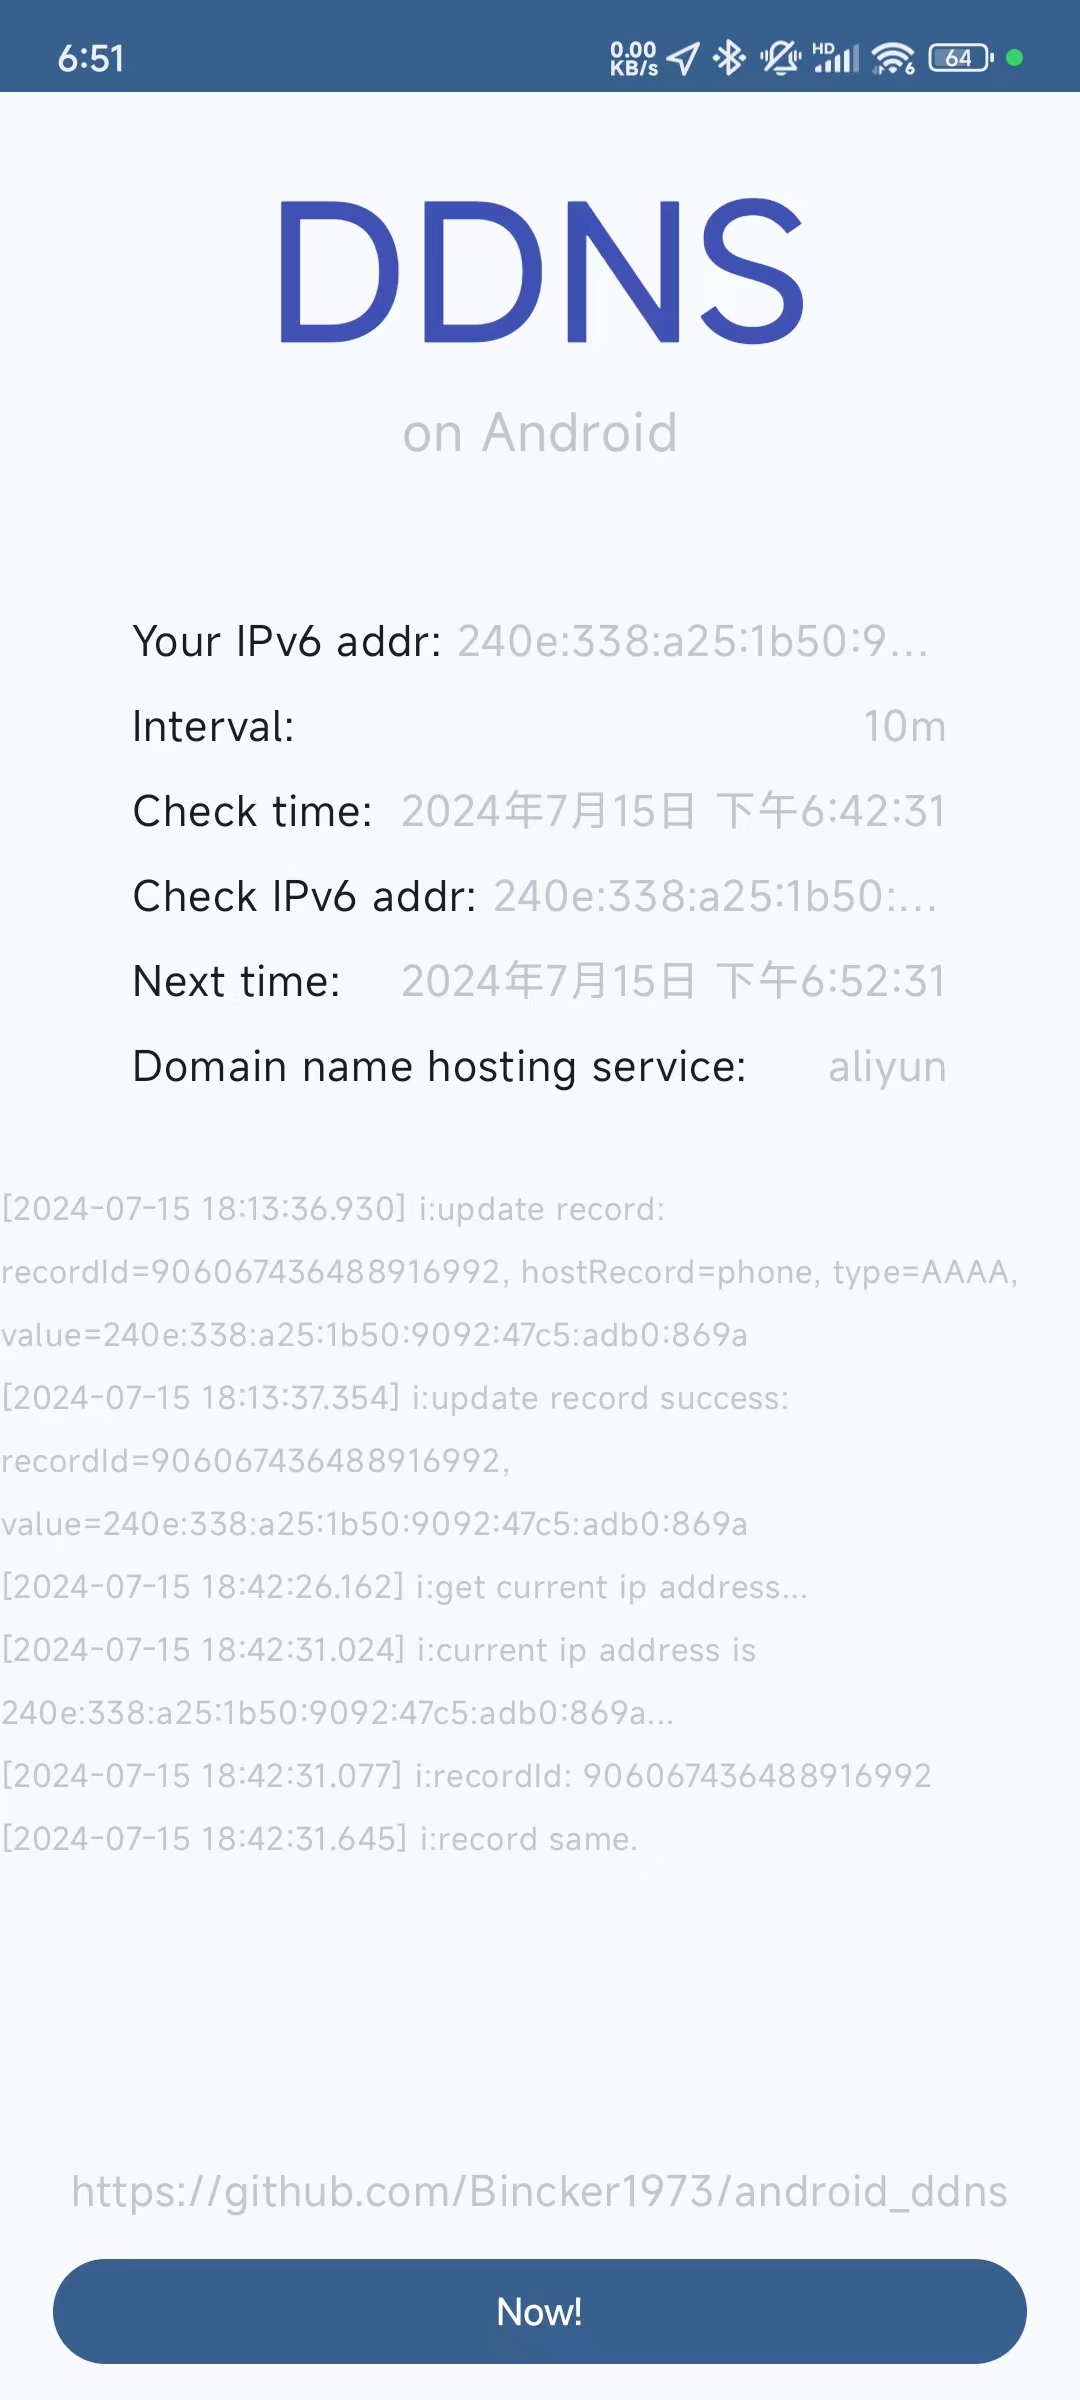 6:51
0.00
KB/s
HD
6
64
DDNS
on Android
Your IPv6 addr: 240e:338:a25:1b50:9...
Interval: 10m
Check time: 2024年7月15日 下午6:42:31
Check IPv6 addr: 240e:338:a25:1b50:...
Next time: 2024年7月15日 下午6:52:31
Domain name hosting service: aliyun
[2024-07-15 18:13:36.930] i:update record:
recordId=906067436488916992, hostRecord=phone, type=AAAA,
value=240e:338:a25:1b50:9092:47c5:adb0:869a
[2024-07-15 18:13:37.354] i:update record success:
recordId=906067436488916992,
value=240e:338:a25:1b50:9092:47c5:adb0:869a
[2024-07-15 18:42:26.162] i:get current ip address...
[2024-07-15 18:42:31.024] i:current ip address is
240e:338:a25:1b50:9092:47c5:adb0:869a...
[2024-07-15 18:42:31.077] i:recordId: 906067436488916992
[2024-07-15 18:42:31.645] i:record same.
https://github.com/Bincker1973/android_ddns
Now!